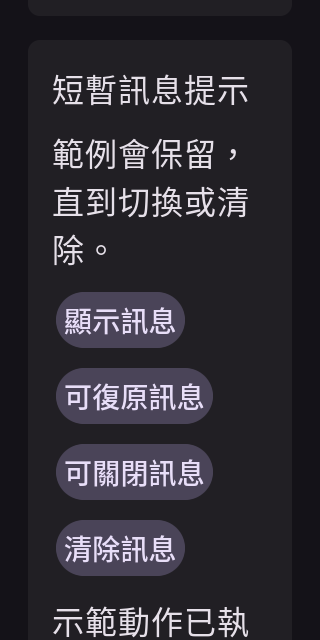 短暫訊息提示
範例會保留，
直到切換或清
除。
顯示訊息
可復原訊息
可關閉訊息
清除訊息
示範動作已執